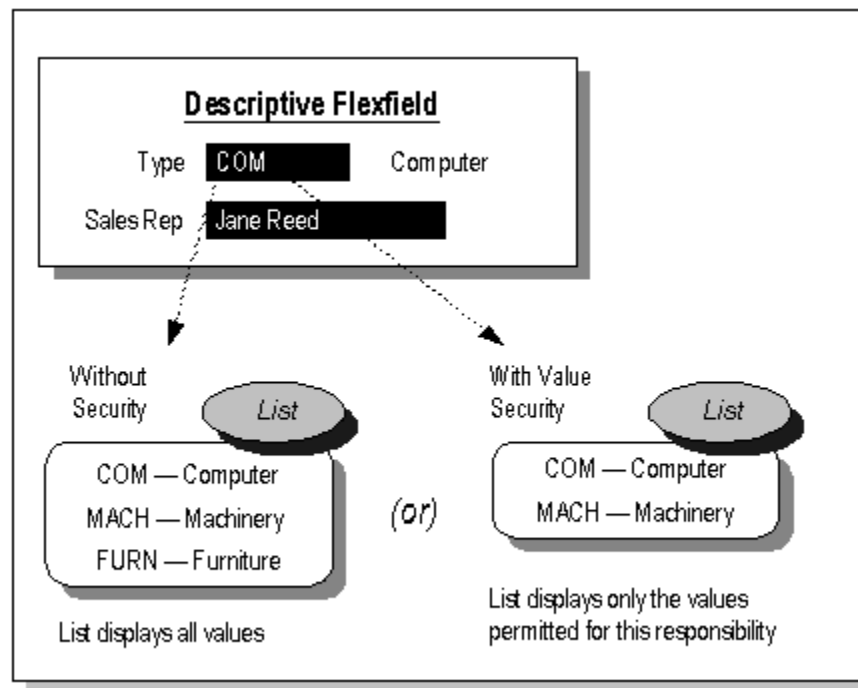 Descriptive Flexfield
Type COM Computer
Sales Rep Jane Reed
Without
Security
List
COM — Computer
MACH — Machinery
FURN — Furniture
List displays all values
(or)
With Value
Security
List
COM — Computer
MACH — Machinery
List displays only the values
permitted for this responsibility